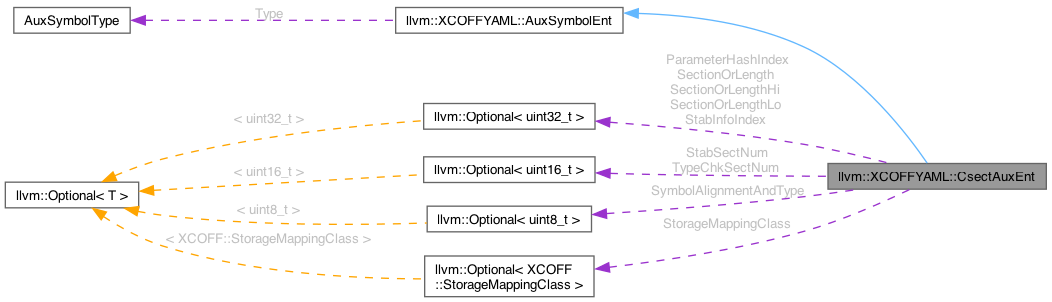 AuxSymbolType
Type
llvm::XCOFFYAML::AuxSymbolEnt
ParameterHashIndex
SectionOrLength
SectionOrLengthHi
SectionOrLengthLo
StabInfoIndex
< uint32_t >
llvm::Optional< uint32_t >
StabSectNum
TypeChkSectNum
< uint16_t >
llvm::Optional< uint16_t >
llvm::XCOFFYAML::CsectAuxEnt
llvm::Optional< T >
SymbolAlignmentAndType
< uint8_t >
llvm::Optional< uint8_t >
StorageMappingClass
< XCOFF::StorageMappingClass >
llvm::Optional< XCOFF
::StorageMappingClass >